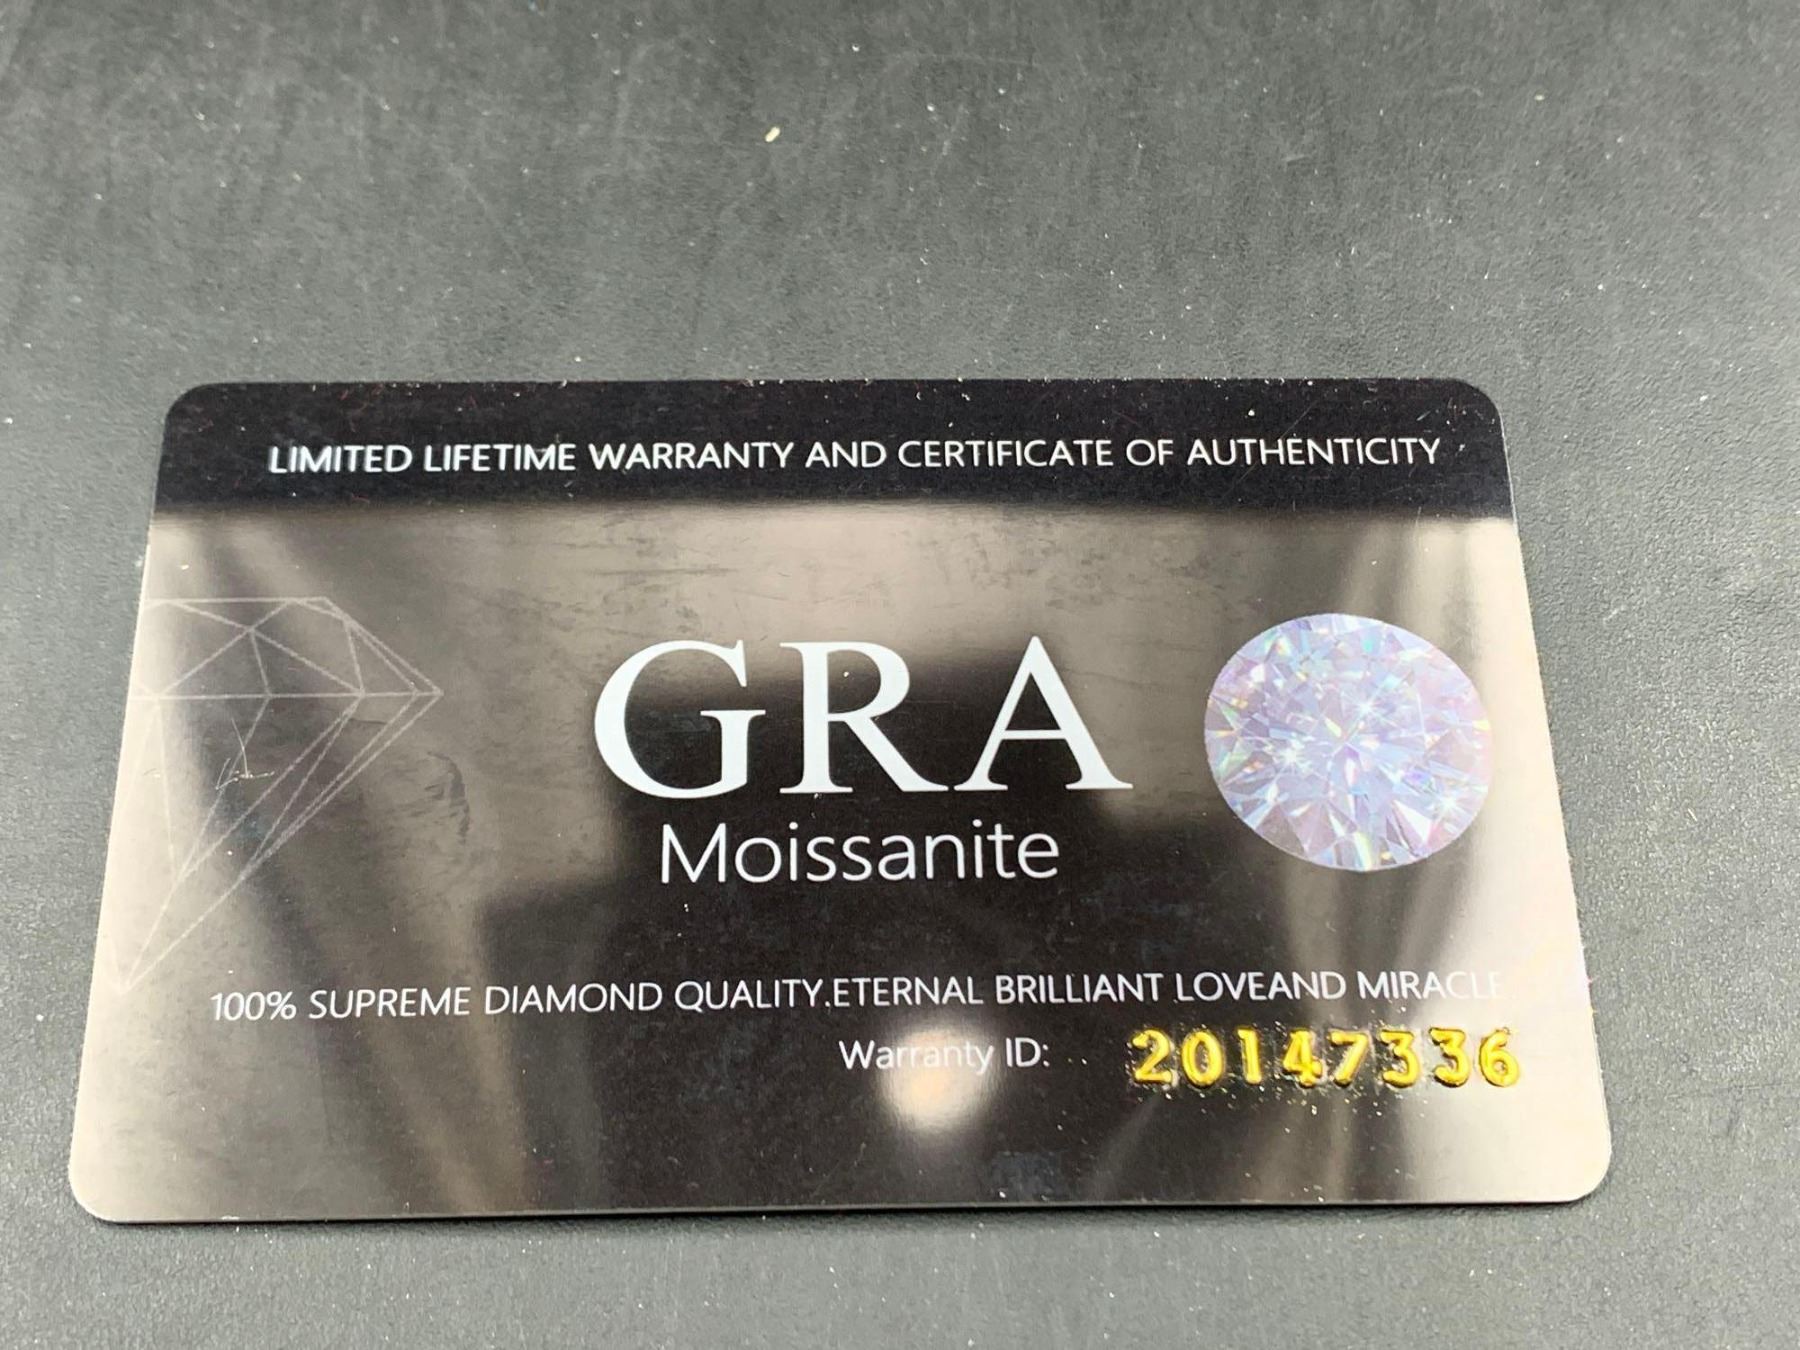 LIMITED LIFETIME WARRANTY AND CERTIFICATE OF AUTHENTICITY
GRA
Moissanite
100% SUPREME DIAMOND QUALITY.ETERNAL BRILLIANT LOVEAND MIRACLE
Warranty ID: 20147336